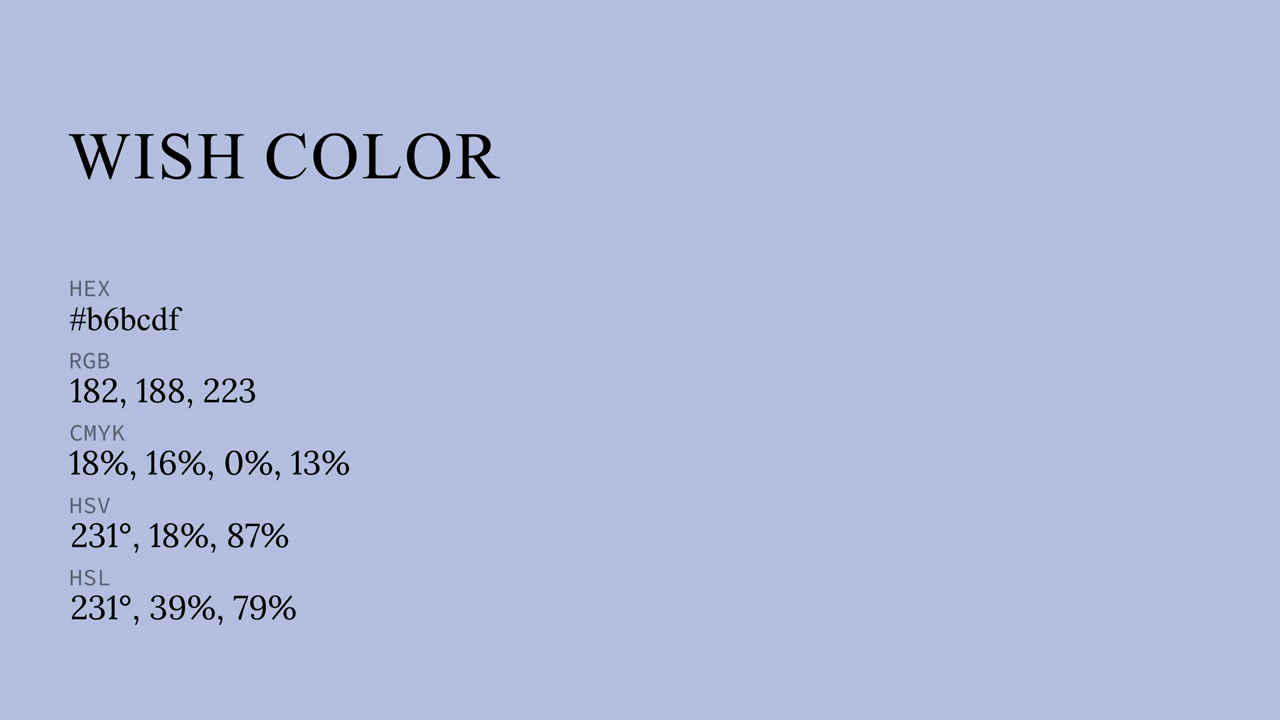 WISH COLOR
HEX
#b6bcdf
RGB
182, 188, 223
CMYK
18%, 16%, 0%, 13%
HSV
231°, 18%, 87%
HSL
231°, 39%, 79%